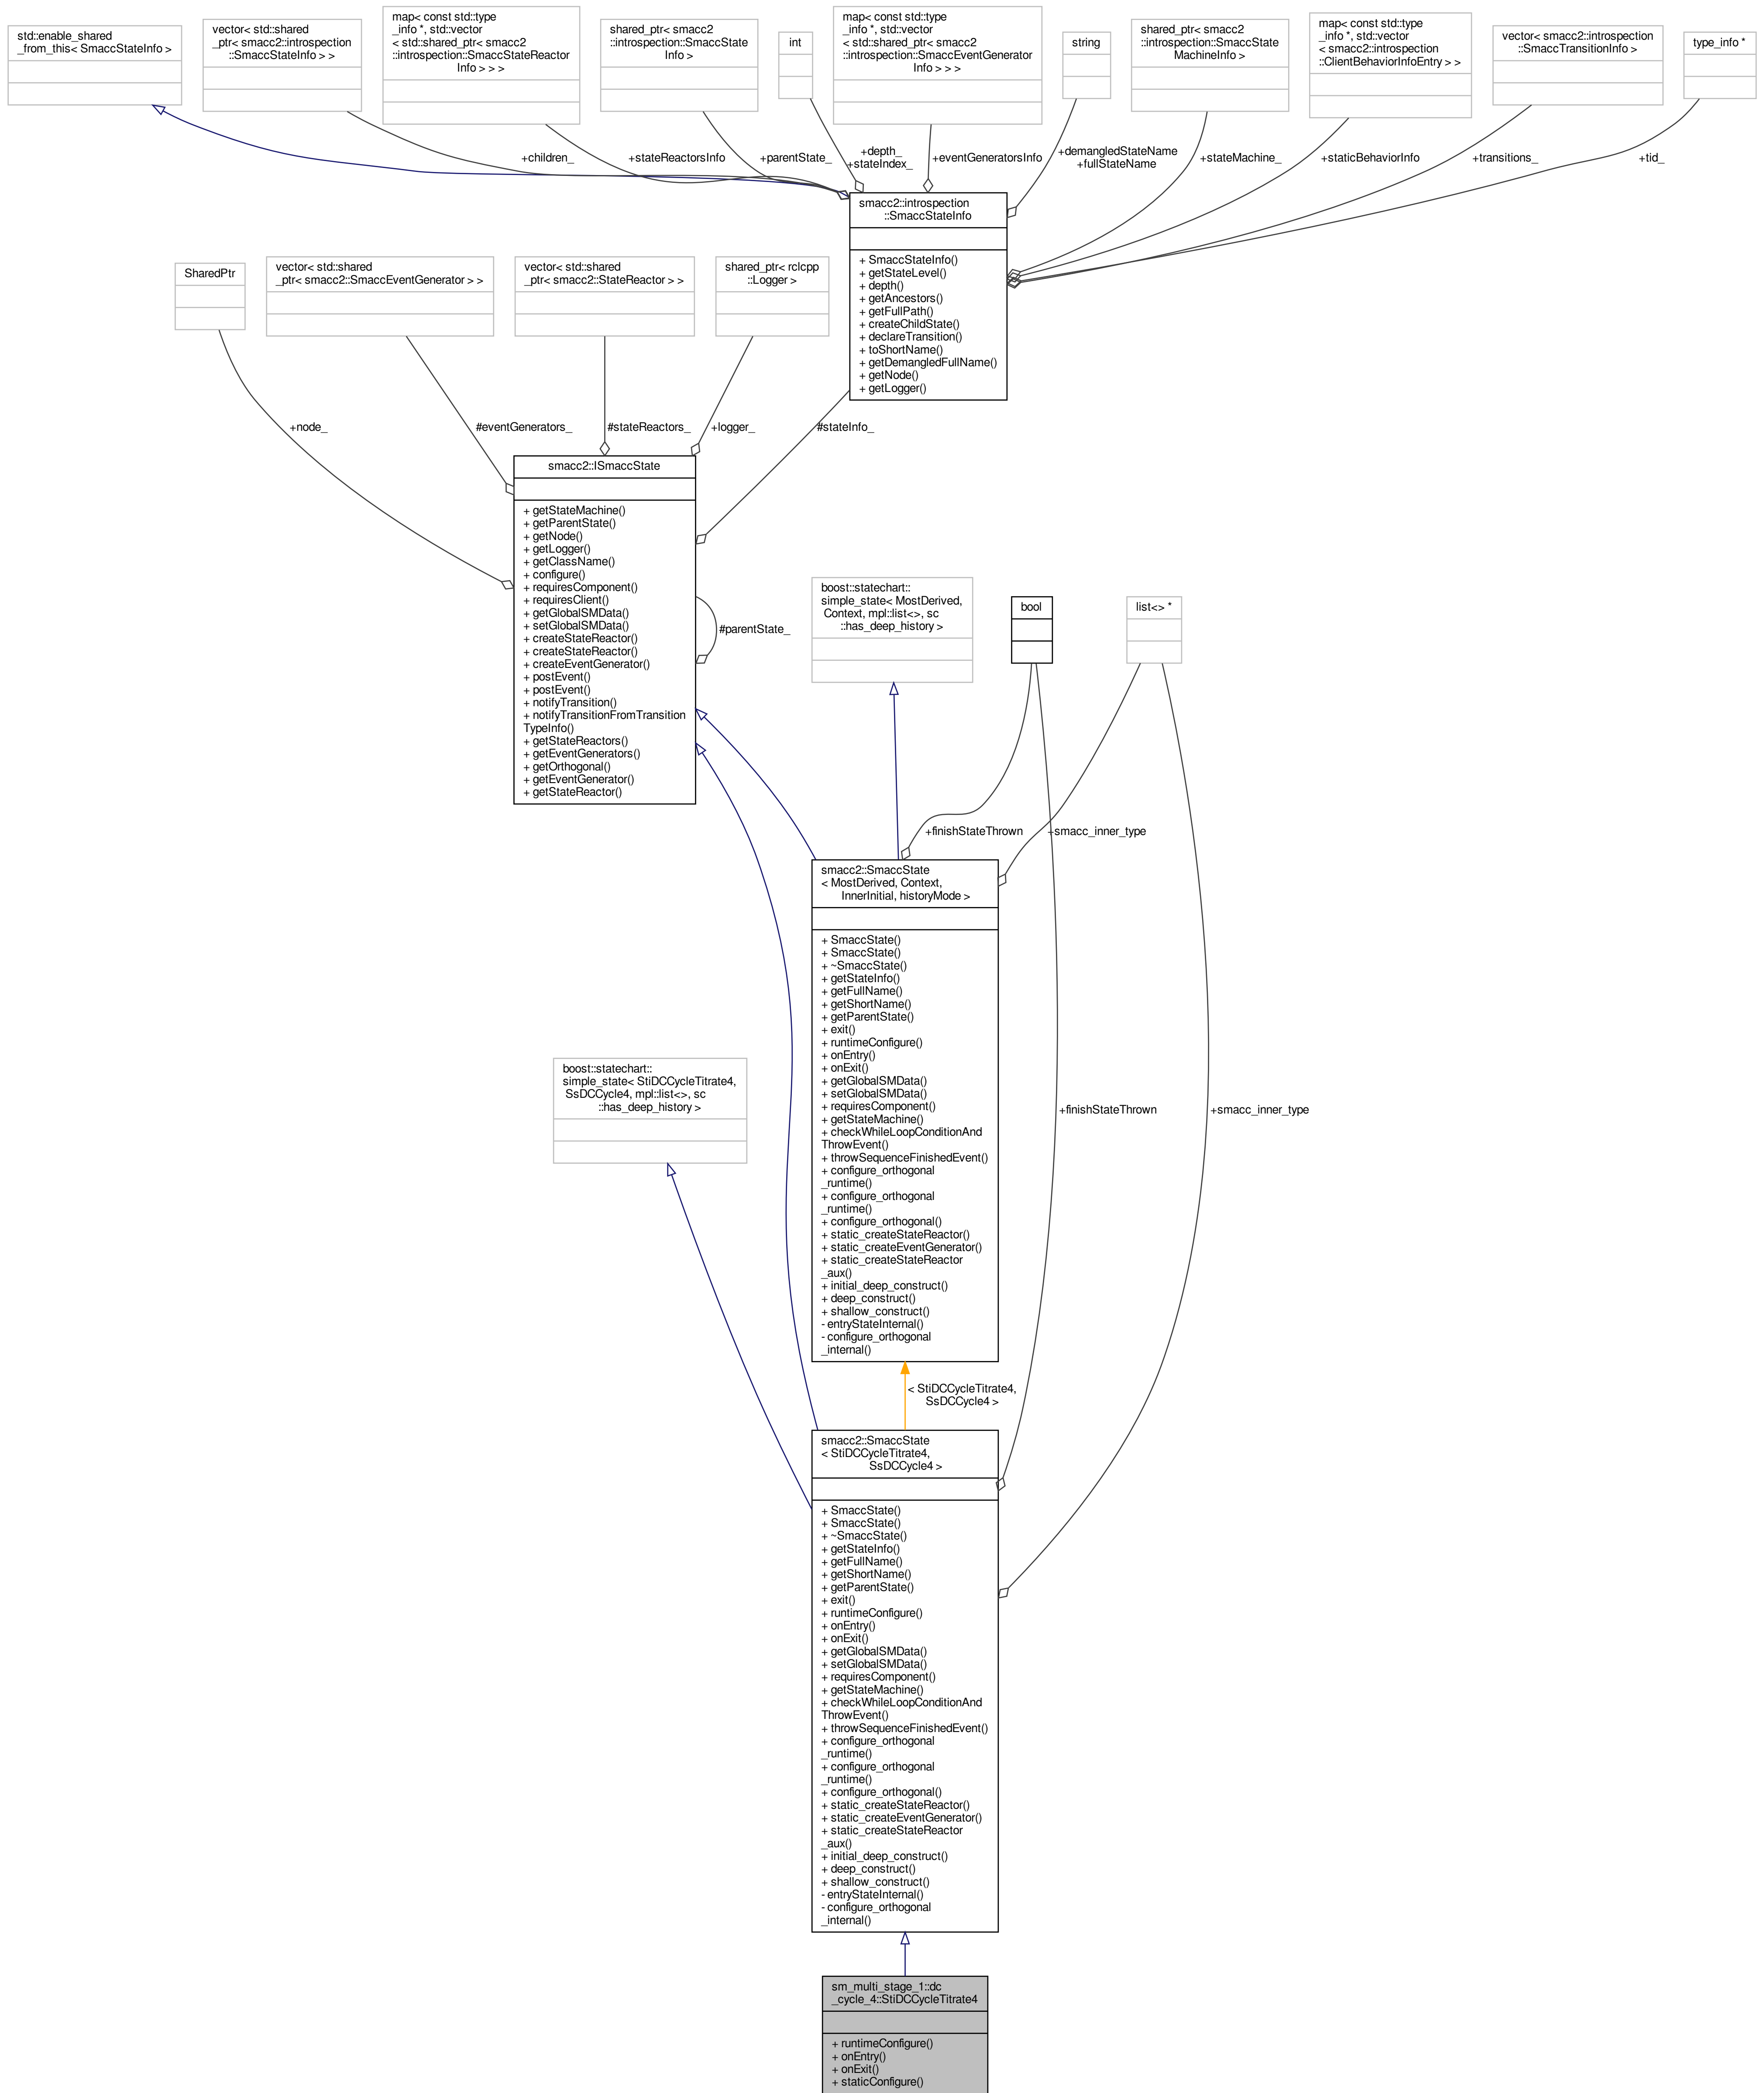 std::enable_shared
_from_this< SmaccStateInfo >
vector< std::shared
_ptr< smacc2::introspection
::SmaccStateInfo > >
map< const std::type
_info *, std::vector
< std::shared_ptr< smacc2
::introspection::SmaccStateReactor
Info > > >
shared_ptr< smacc2
::introspection::SmaccState
Info >
int
map< const std::type
_info *, std::vector
< std::shared_ptr< smacc2
::introspection::SmaccEventGenerator
Info > > >
string
shared_ptr< smacc2
::introspection::SmaccState
MachineInfo >
map< const std::type
_info *, std::vector
< smacc2::introspection
::ClientBehaviorInfoEntry > >
vector< smacc2::introspection
::SmaccTransitionInfo >
type_info *
+children_
+stateReactorsInfo
+parentState_
+depth_
+stateIndex_
+eventGeneratorsInfo
+demangledStateName
+fullStateName
+stateMachine_
+staticBehaviorInfo
+transitions_
+tid_
smacc2::introspection
::SmaccStateInfo
+ SmaccStateInfo()
+ getStateLevel()
+ depth()
+ getAncestors()
+ getFullPath()
+ createChildState()
+ declareTransition()
+ toShortName()
+ getDemangledFullName()
+ getNode()
+ getLogger()
SharedPtr
vector< std::shared
_ptr< smacc2::SmaccEventGenerator > >
vector< std::shared
_ptr< smacc2::StateReactor > >
shared_ptr< rclcpp
::Logger >
+node_
#eventGenerators_
#stateReactors_
+logger_
#stateInfo_
smacc2::ISmaccState
+ getStateMachine()
+ getParentState()
+ getNode()
+ getLogger()
+ getClassName()
+ configure()
+ requiresComponent()
+ requiresClient()
+ getGlobalSMData()
+ setGlobalSMData()
+ createStateReactor()
+ createStateReactor()
+ createEventGenerator()
+ postEvent()
+ postEvent()
+ notifyTransition()
+ notifyTransitionFromTransition
TypeInfo()
+ getStateReactors()
+ getEventGenerators()
+ getOrthogonal()
+ getEventGenerator()
+ getStateReactor()
#parentState_
boost::statechart::
simple_state< MostDerived,
Context, mpl::list<>, sc
::has_deep_history >
bool
list<> *
+finishStateThrown
+smacc_inner_type
smacc2::SmaccState
< MostDerived, Context,
InnerInitial, historyMode >
+ SmaccState()
+ SmaccState()
+ ~SmaccState()
+ getStateInfo()
+ getFullName()
+ getShortName()
+ getParentState()
+ exit()
+ runtimeConfigure()
+ onEntry()
+ onExit()
+ getGlobalSMData()
+ setGlobalSMData()
+ requiresComponent()
+ getStateMachine()
+ checkWhileLoopConditionAnd
ThrowEvent()
+ throwSequenceFinishedEvent()
+ configure_orthogonal
_runtime()
+ configure_orthogonal
_runtime()
+ configure_orthogonal()
+ static_createStateReactor()
+ static_createEventGenerator()
+ static_createStateReactor
_aux()
+ initial_deep_construct()
+ deep_construct()
+ shallow_construct()
- entryStateInternal()
- configure_orthogonal
_internal()
boost::statechart::
simple_state< StiDCCycleTitrate4,
SsDCCycle4, mpl::list<>, sc
::has_deep_history >
+finishStateThrown
+smacc_inner_type
< StiDCCycleTitrate4,
SsDCCycle4 >
smacc2::SmaccState
< StiDCCycleTitrate4,
SsDCCycle4 >
+ SmaccState()
+ SmaccState()
+ ~SmaccState()
+ getStateInfo()
+ getFullName()
+ getShortName()
+ getParentState()
+ exit()
+ runtimeConfigure()
+ onEntry()
+ onExit()
+ getGlobalSMData()
+ setGlobalSMData()
+ requiresComponent()
+ getStateMachine()
+ checkWhileLoopConditionAnd
ThrowEvent()
+ throwSequenceFinishedEvent()
+ configure_orthogonal
_runtime()
+ configure_orthogonal
_runtime()
+ configure_orthogonal()
+ static_createStateReactor()
+ static_createEventGenerator()
+ static_createStateReactor
_aux()
+ initial_deep_construct()
+ deep_construct()
+ shallow_construct()
- entryStateInternal()
- configure_orthogonal
_internal()
sm_multi_stage_1::dc
_cycle_4::StiDCCycleTitrate4
+ runtimeConfigure()
+ onEntry()
+ onExit()
+ staticConfigure()